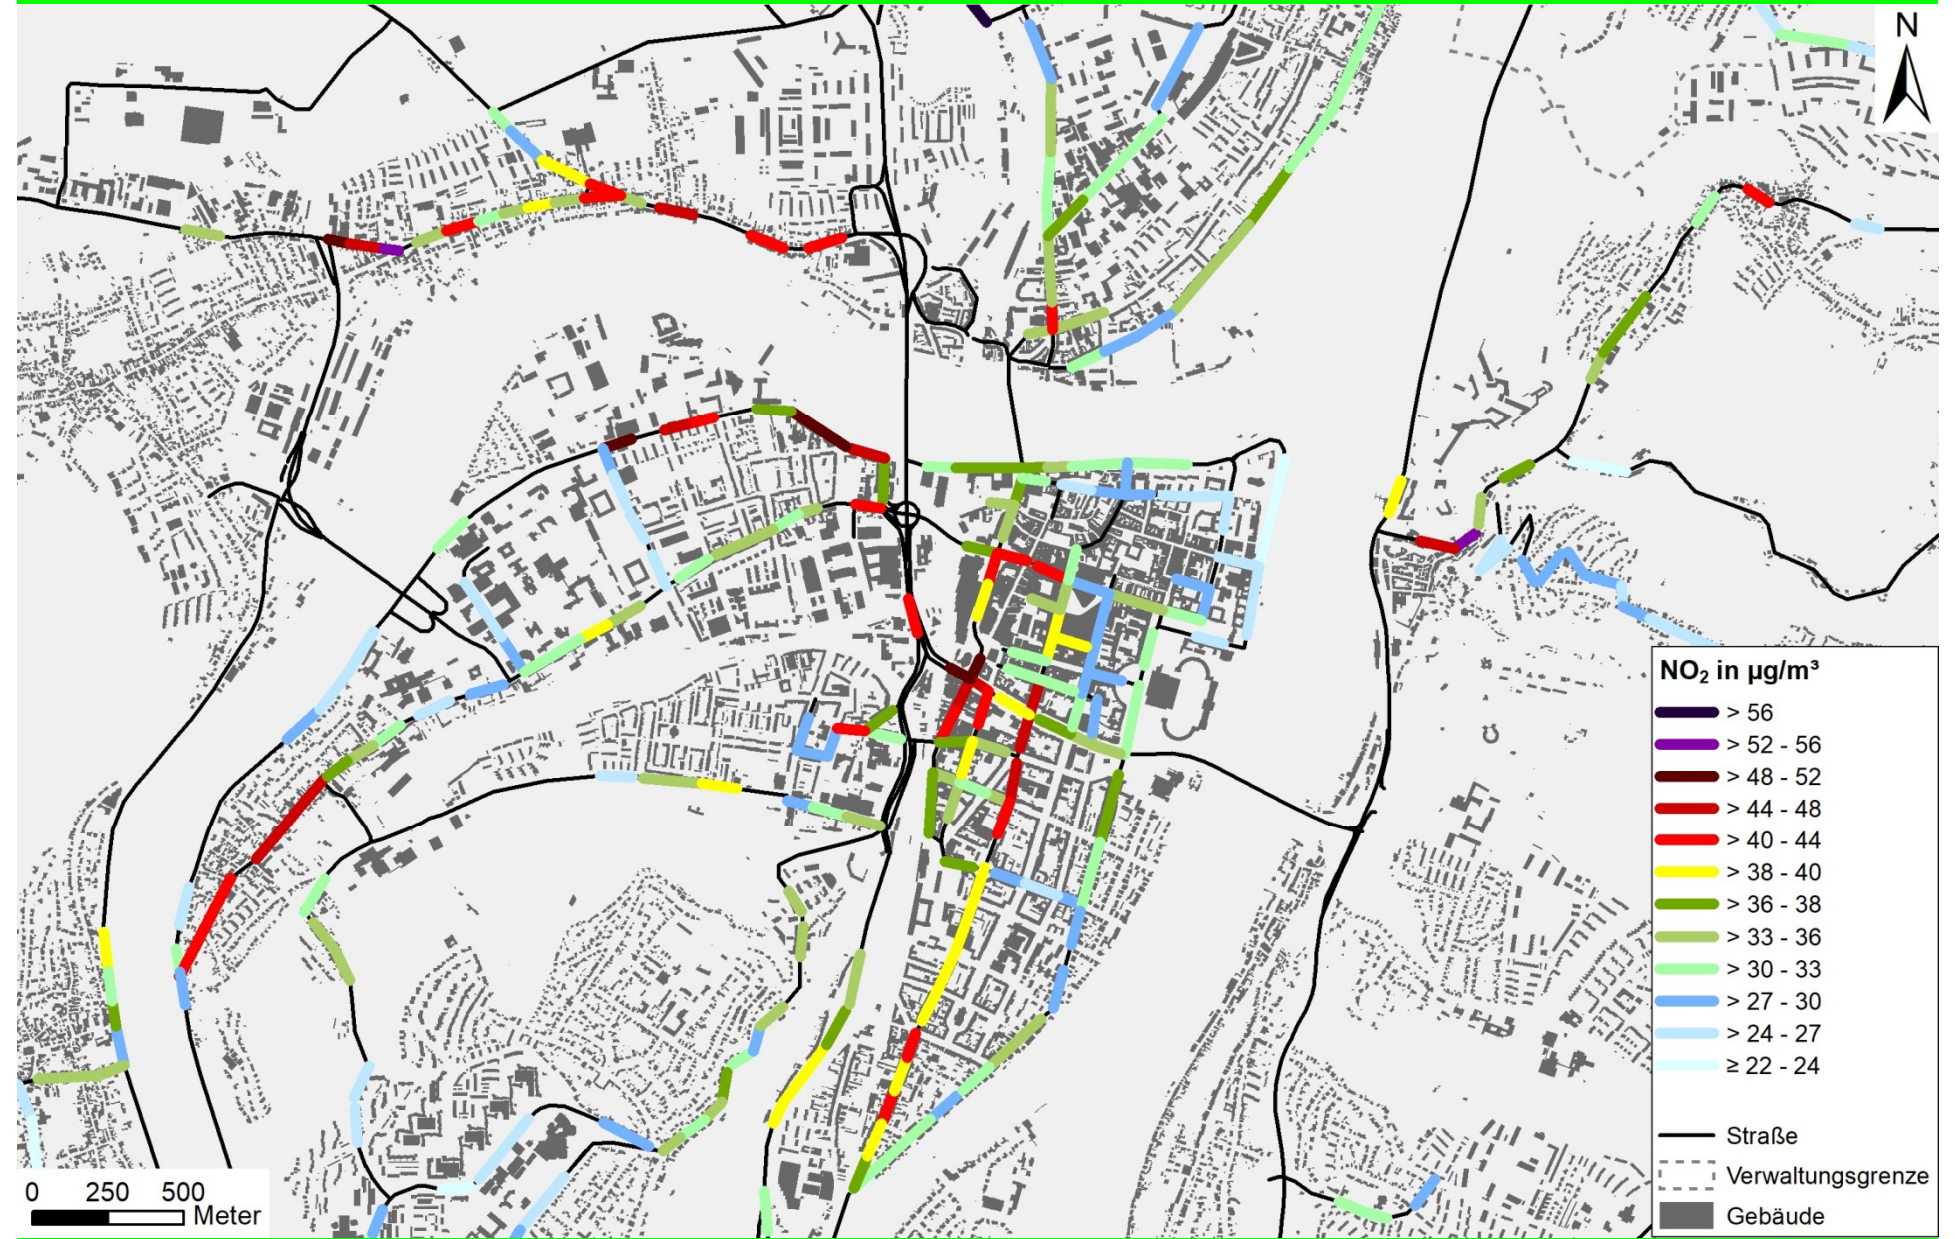 N
NO₂ in µg/m³
> 56
> 52 - 56
> 48 - 52
> 44 - 48
> 40 - 44
> 38 - 40
> 36 - 38
> 33 - 36
> 30 - 33
> 27 - 30
> 24 - 27
≥ 22 - 24
Straße
Verwaltungsgrenze
Gebäude
0 250 500
Meter